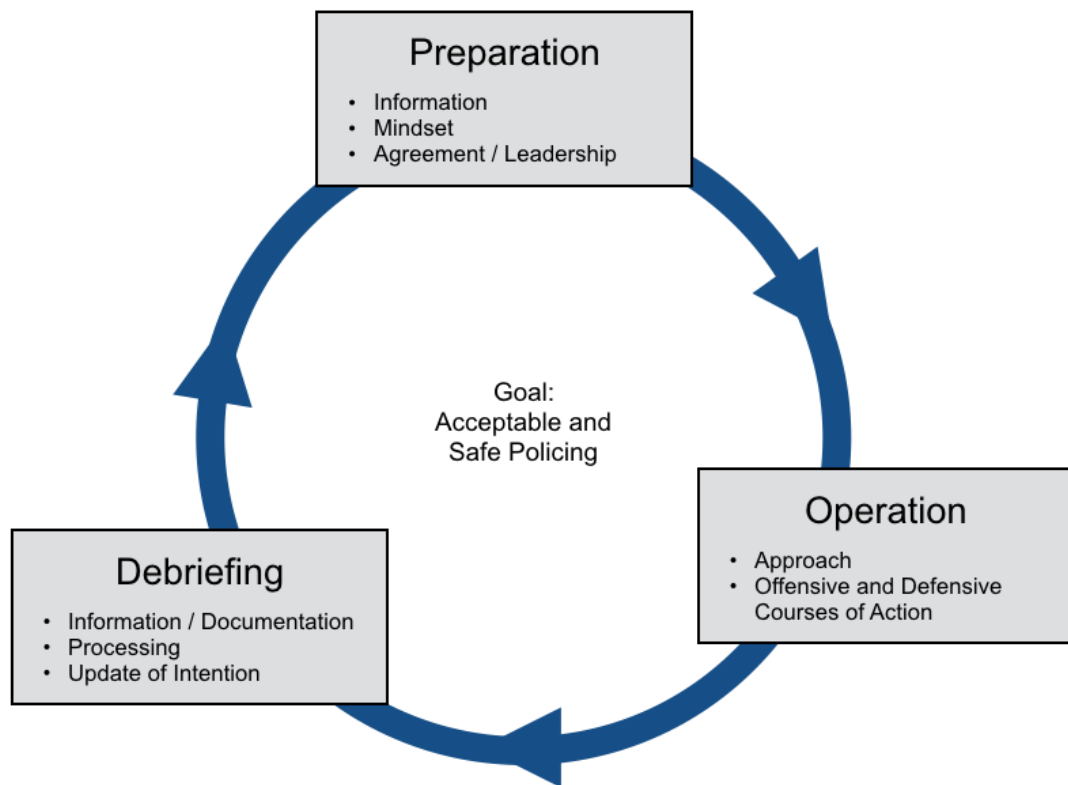 Preparation
• Information
• Mindset
• Agreement / Leadership
Goal:
Acceptable and
Safe Policing
Operation
• Approach
• Offensive and Defensive
Courses of Action
Debriefing
• Information / Documentation
• Processing
• Update of Intention